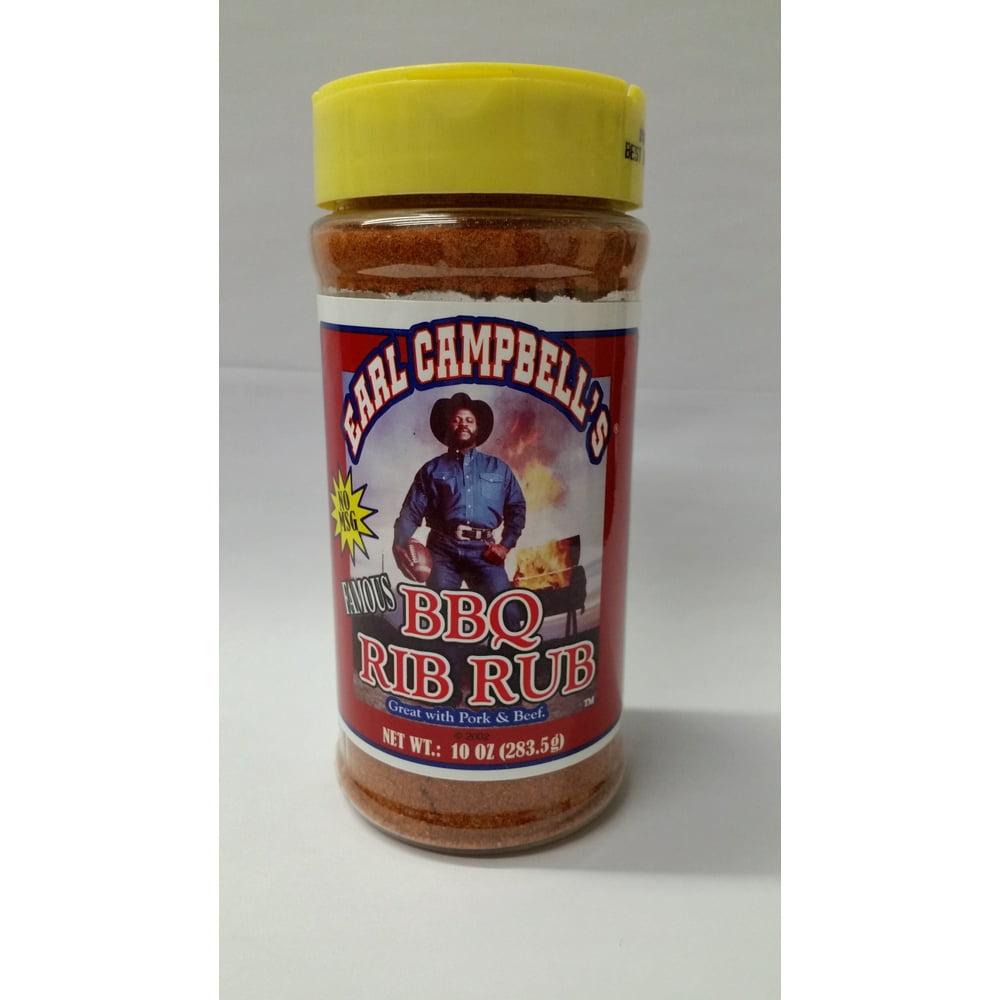 BEST
EARL CAMPBELL'S
®
NO
MSG
FAMOUS
BBQ
RIB RUB
TM
Great with Pork & Beef.
© 2002
NET WT.: 10 OZ (283.5g)